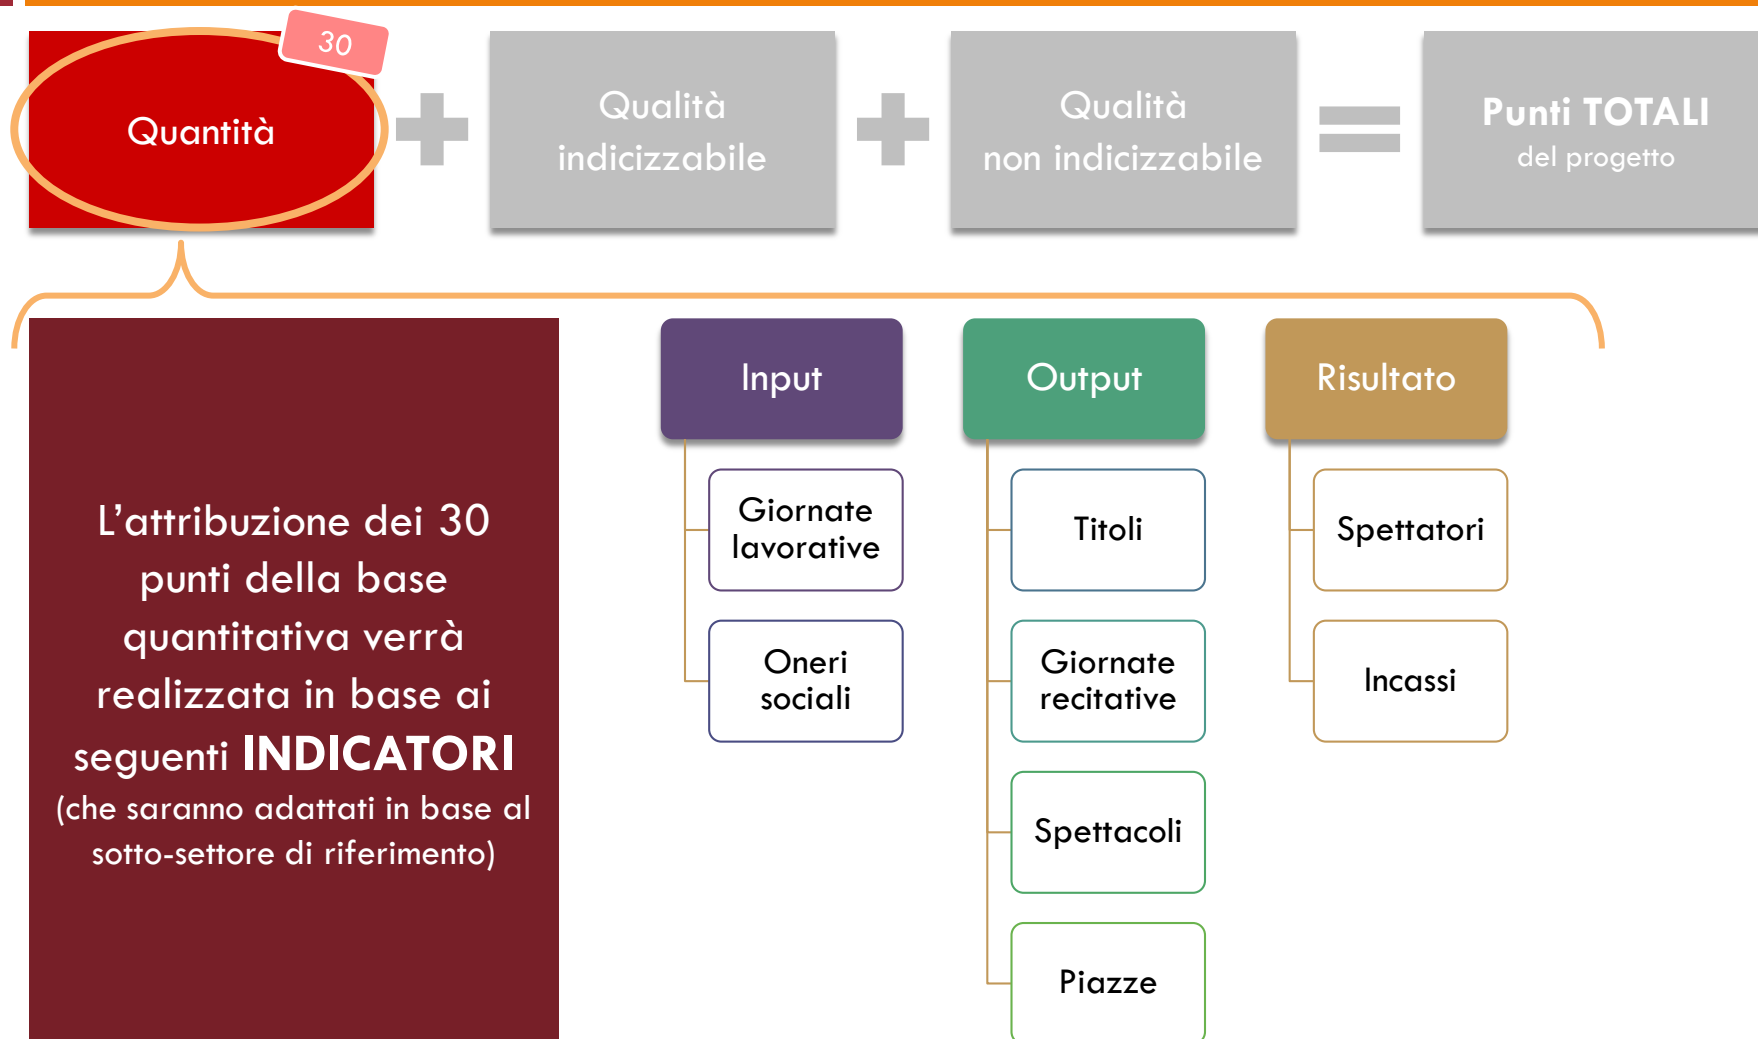 30
Quantità
Qualità
indicizzabile
Qualità
non indicizzabile
Punti TOTALI
del progetto
L’attribuzione dei 30
punti della base
quantitativa verrà
realizzata in base ai
seguenti INDICATORI
(che saranno adattati in base al
sotto-settore di riferimento)
Input
Giornate
lavorative
Oneri
sociali
Output
Titoli
Giornate
recitative
Spettacoli
Piazze
Risultato
Spettatori
Incassi